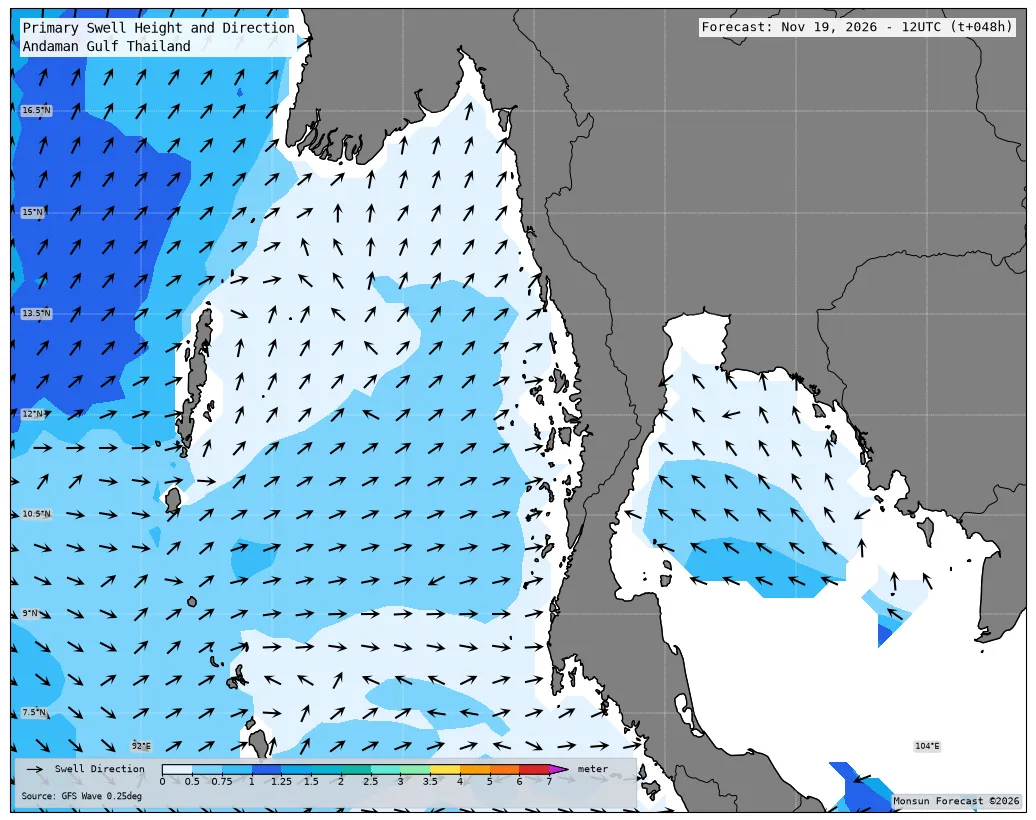 Primary Swell Height and Direction
Andaman Gulf Thailand
Forecast: Nov 19, 2026 - 12UTC (t+048h)
16.5°N
15°N
13.5°N
12°N
10.5°N
9°N
7.5°N
92°E
104°E
Swell Direction
0 0.5 0.75 1.25 1.5 2 2.5 3 3.5 4 5 6 7 meter
Source: GFS Wave 0.25deg
Monsun Forecast ©2026